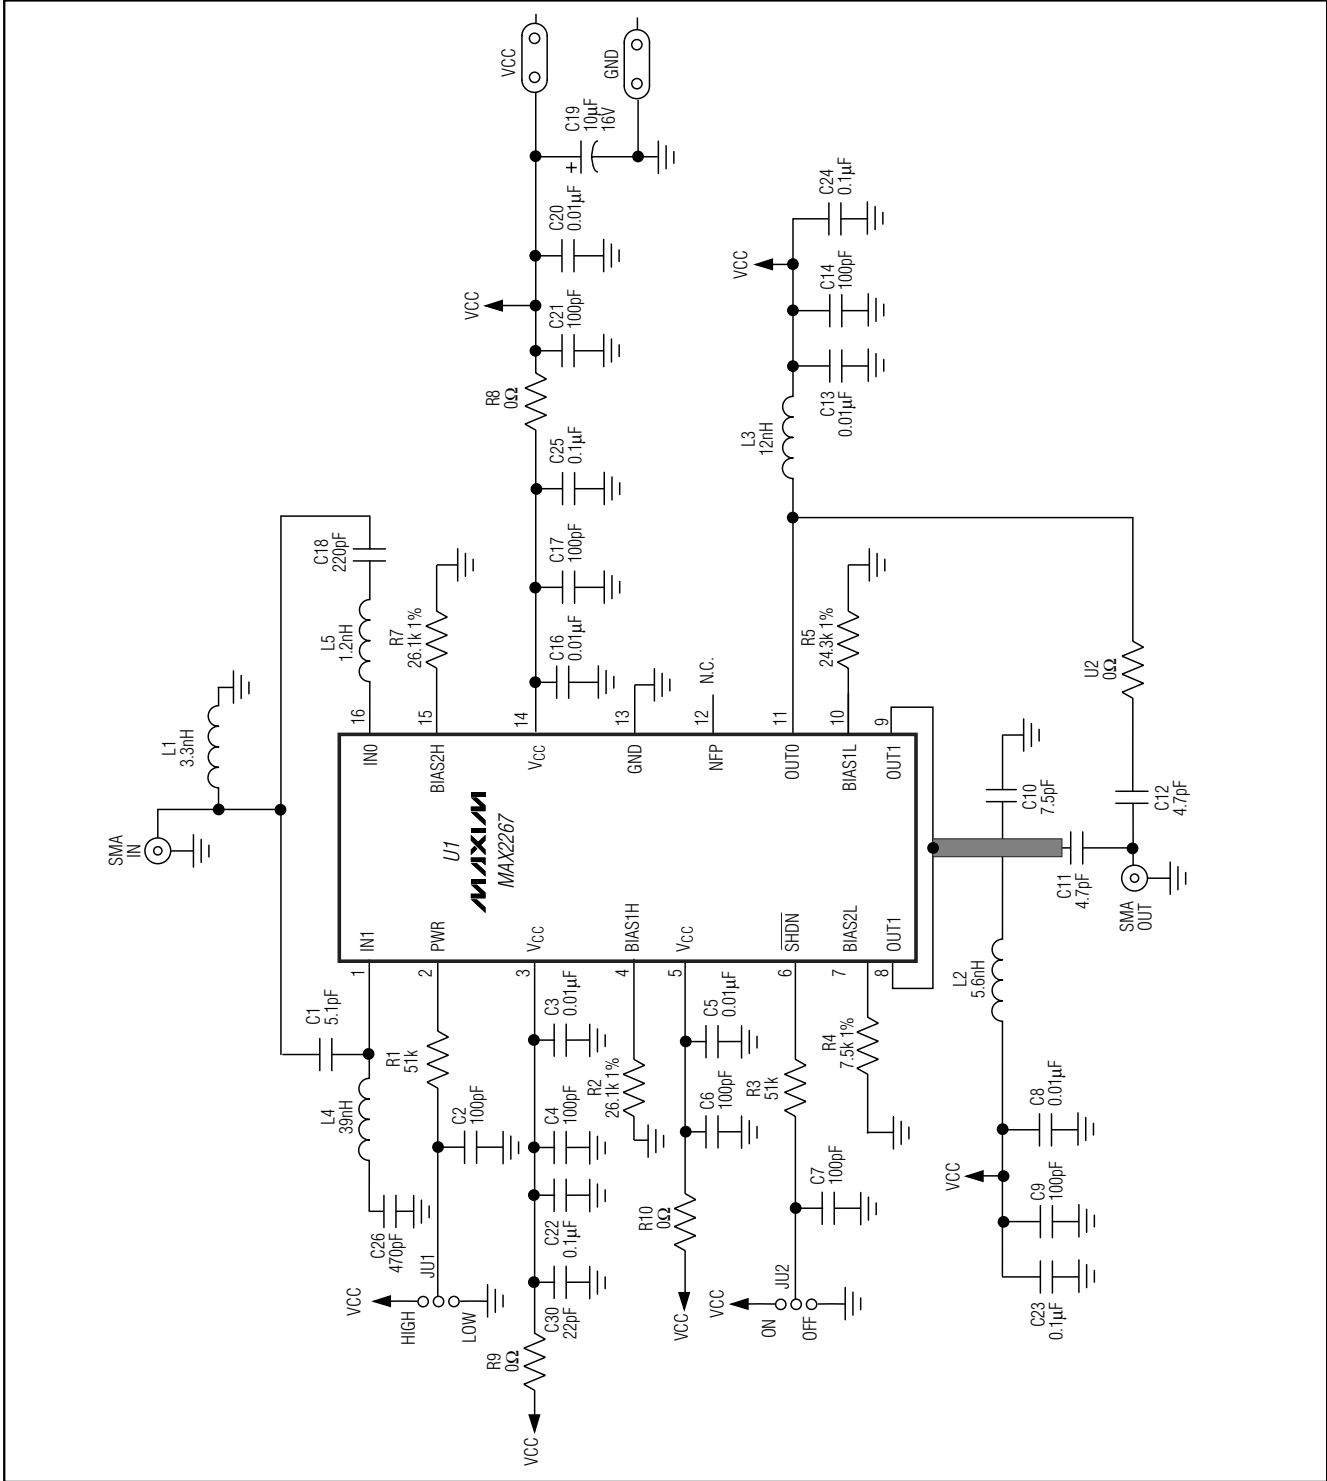 SMA
IN
L1
3.3nH
L5
1.2nH
C18
220pF
C1
5.1pF
L4
39nH
C26
470pF
1
IN1
16
IN0
VCC
HIGH
LOW
JU1
C2
100pF
R1
51k
2
PWR
15
BIAS2H
R7
26.1k 1%
VCC
R9
0Ω
C30
22pF
C22
0.1µF
C4
100pF
C3
0.01µF
3
VCC
U1
MAXIM
MAX2267
14
VCC
C16
0.01µF
C17
100pF
C25
0.1µF
R8
0Ω
C21
100pF
VCC
C20
0.01µF
C19
10µF
16V
+
VCC
GND
R2
26.1k 1%
4
BIAS1H
13
GND
VCC
R10
0Ω
C6
100pF
C5
0.01µF
5
VCC
12
NFP
N.C.
VCC
ON
OFF
JU2
C7
100pF
R3
51k
6
SHDN
11
OUT0
L3
12nH
C13
0.01µF
C14
100pF
VCC
C24
0.1µF
R4
7.5k 1%
7
BIAS2L
10
BIAS1L
R5
24.3k 1%
8
OUT1
9
OUT1
C23
0.1µF
VCC
C9
100pF
C8
0.01µF
L2
5.6nH
C10
7.5pF
C11
4.7pF
C12
4.7pF
U2
0Ω
SMA
OUT